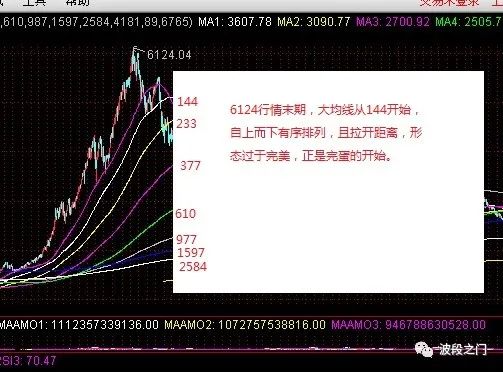 工具 帮助
交易未登录
,610,987,1597,2584,4181,89,6765) MA1: 3607.78 MA2: 3090.77 MA3: 2700.92 MA4: 2505.7
6124.04
144
233
377
610
977
1597
2584
6124行情末期，大均线从144开始，
自上而下有序排列，且拉开距离，形
态过于完美，正是完蛋的开始。
MAAMO1: 1112357339136.00 MAAMO2: 1072757538816.00 MAAMO3: 946788630528.00
RSI3: 70.47
波段之门